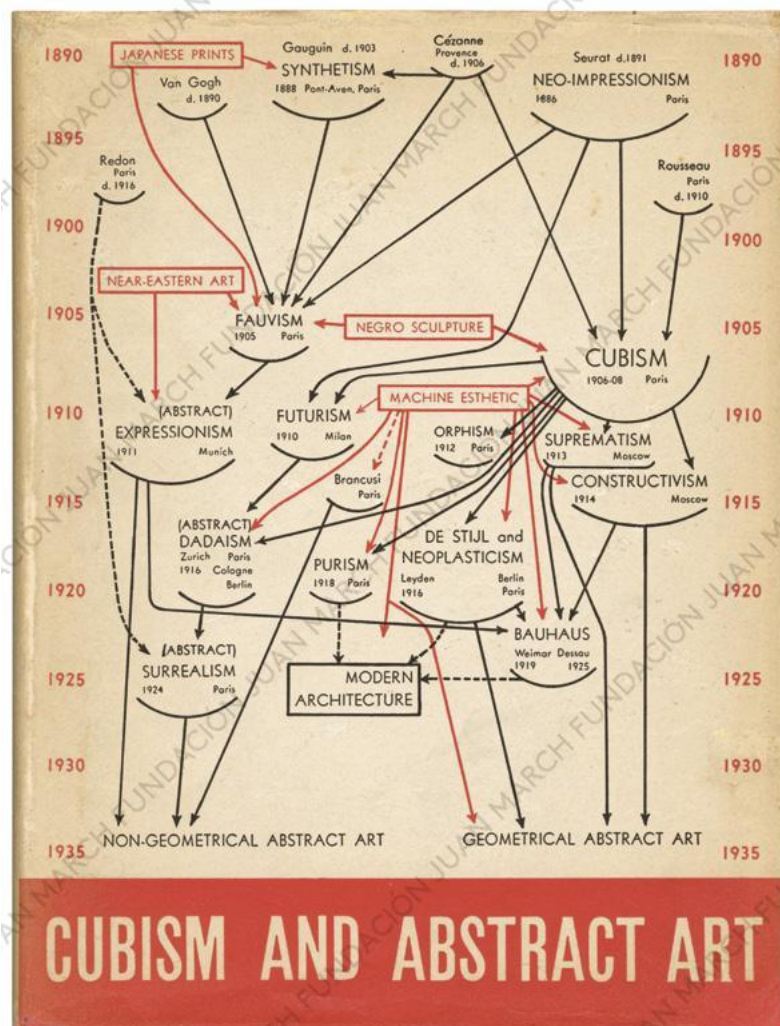 1890
JAPANESE PRINTS
Gauguin d. 1903
SYNTHETISM
1888 Pont-Aven, Paris
Cézanne
Provence
d. 1906
Seurat d.1891
NEO-IMPRESSIONISM
1886 Paris
1890
Van Gogh
d. 1890
1895
1895
Redon
Paris
d. 1916
Rousseau
Paris
d. 1910
1900
1900
NEAR-EASTERN ART
1905
FAUVISM
1905 Paris
NEGRO SCULPTURE
1905
CUBISM
1906-08 Paris
1910
(ABSTRACT)
EXPRESSIONISM
1911 Munich
FUTURISM
1910 Milan
MACHINE ESTHETIC
ORPHISM
1912 Paris
SUPREMATISM
1913 Moscow
1910
Brancusi
Paris
CONSTRUCTIVISM
1914 Moscow
1915
1915
(ABSTRACT)
DADAISM
Zurich Paris
1916 Cologne
Berlin
PURISM
1918 Paris
DE STIJL and
NEOPLASTICISM
Leyden Berlin
1916 Paris
1920
1920
(ABSTRACT)
SURREALISM
1924 Paris
MODERN
ARCHITECTURE
BAUHAUS
Weimar Dessau
1919 1925
1925
1925
1930
1930
NON-GEOMETRICAL ABSTRACT ART
GEOMETRICAL ABSTRACT ART
1935
1935
CUBISM AND ABSTRACT ART
FUNDACIÓN JUAN MARCH